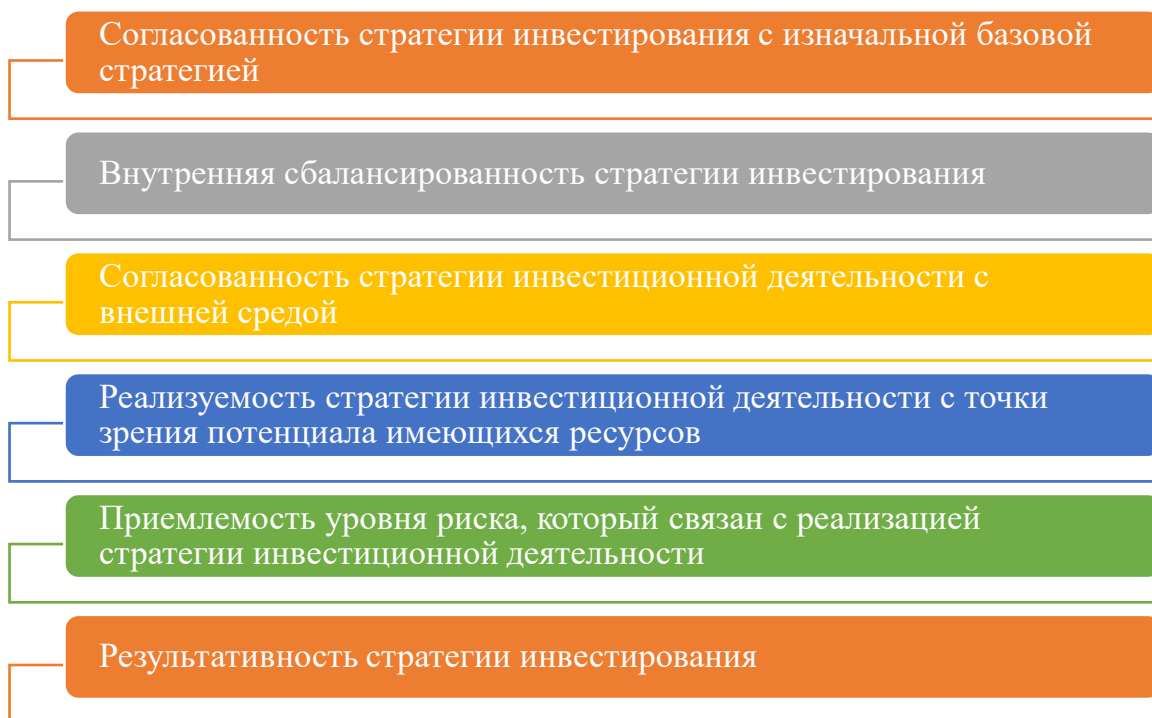 Согласованность стратегии инвестирования с изначальной базовой
стратегией
Внутренняя сбалансированность стратегии инвестирования
Согласованность стратегии инвестиционной деятельности с
внешней средой
Реализуемость стратегии инвестиционной деятельности с точки
зрения потенциала имеющихся ресурсов
Приемлемость уровня риска, который связан с реализацией
стратегии инвестиционной деятельности
Результативность стратегии инвестирования